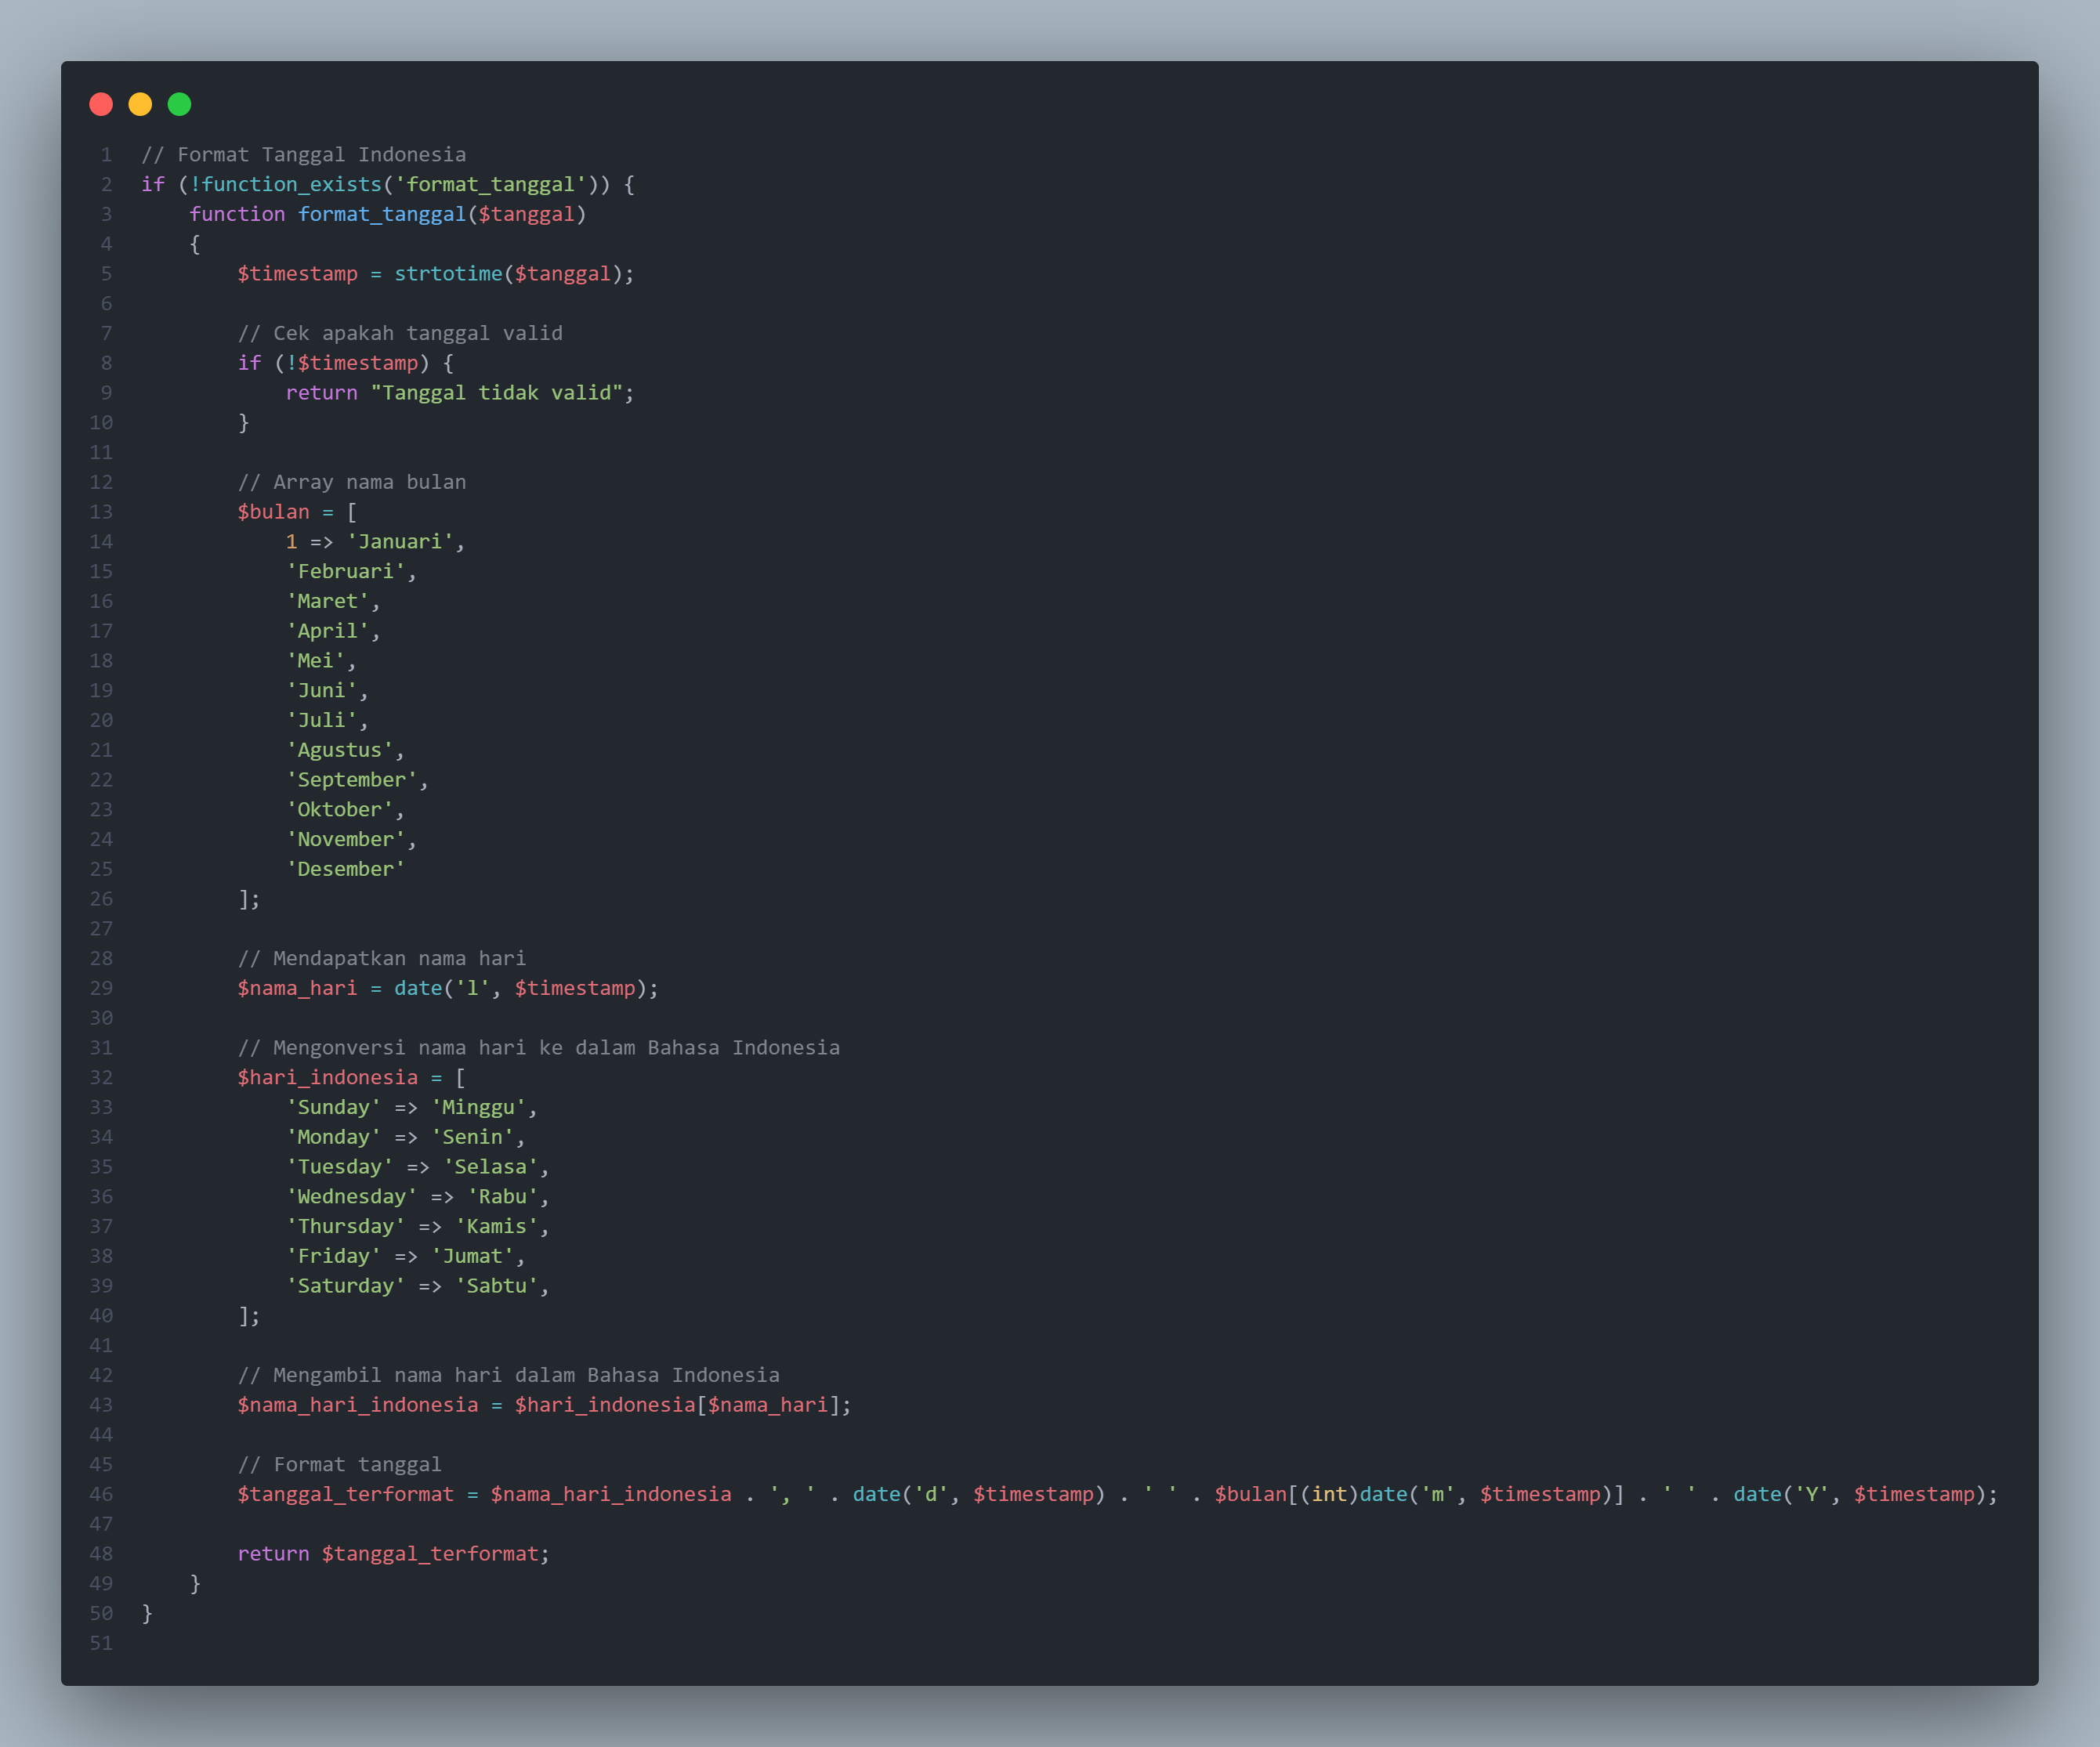 1 // Format Tanggal Indonesia
2 if (!function_exists('format_tanggal')) {
3     function format_tanggal($tanggal)
4     {
5         $timestamp = strtotime($tanggal);
6
7         // Cek apakah tanggal valid
8         if (!$timestamp) {
9             return "Tanggal tidak valid";
10         }
11
12         // Array nama bulan
13         $bulan = [
14             1 => 'Januari',
15             'Februari',
16             'Maret',
17             'April',
18             'Mei',
19             'Juni',
20             'Juli',
21             'Agustus',
22             'September',
23             'Oktober',
24             'November',
25             'Desember'
26         ];
27
28         // Mendapatkan nama hari
29         $nama_hari = date('l', $timestamp);
30
31         // Mengonversi nama hari ke dalam Bahasa Indonesia
32         $hari_indonesia = [
33             'Sunday' => 'Minggu',
34             'Monday' => 'Senin',
35             'Tuesday' => 'Selasa',
36             'Wednesday' => 'Rabu',
37             'Thursday' => 'Kamis',
38             'Friday' => 'Jumat',
39             'Saturday' => 'Sabtu',
40         ];
41
42         // Mengambil nama hari dalam Bahasa Indonesia
43         $nama_hari_indonesia = $hari_indonesia[$nama_hari];
44
45         // Format tanggal
46         $tanggal_terformat = $nama_hari_indonesia . ', ' . date('d', $timestamp) . ' ' . $bulan[(int)date('m', $timestamp)] . ' ' . date('Y', $timestamp);
47
48         return $tanggal_terformat;
49     }
50 }
51